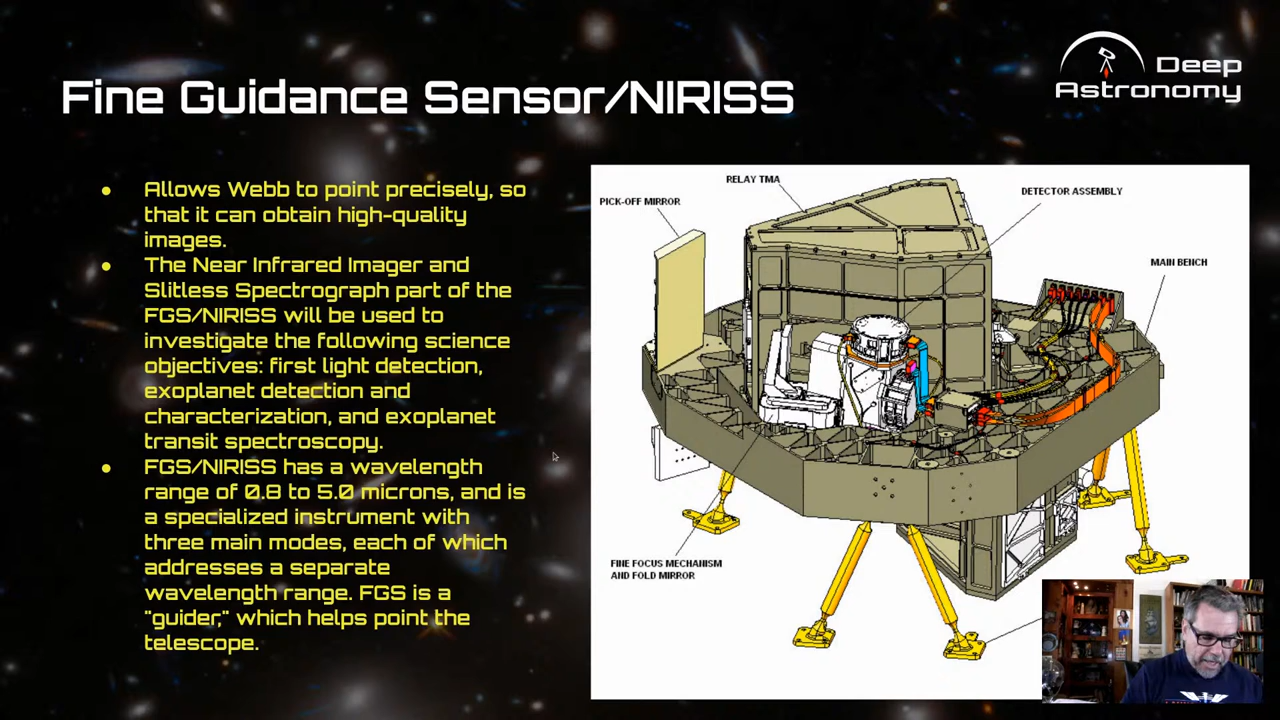 Fine Guidance Sensor/NIRISS
Deep
Astronomy
Allows Webb to point precisely, so
that it can obtain high-quality
images.
The Near Infrared Imager and
Slitless Spectrograph part of the
FGS/NIRISS will be used to
investigate the following science
objectives: first light detection,
exoplanet detection and
characterization, and exoplanet
transit spectroscopy.
FGS/NIRISS has a wavelength
range of 0.8 to 5.0 microns, and is
a specialized instrument with
three main modes, each of which
addresses a separate
wavelength range. FGS is a
"guider," which helps point the
telescope.
RELAY TMA
PICK-OFF MIRROR
DETECTOR ASSEMBLY
MAIN BENCH
FINE FOCUS MECHANISM
AND FOLD MIRROR